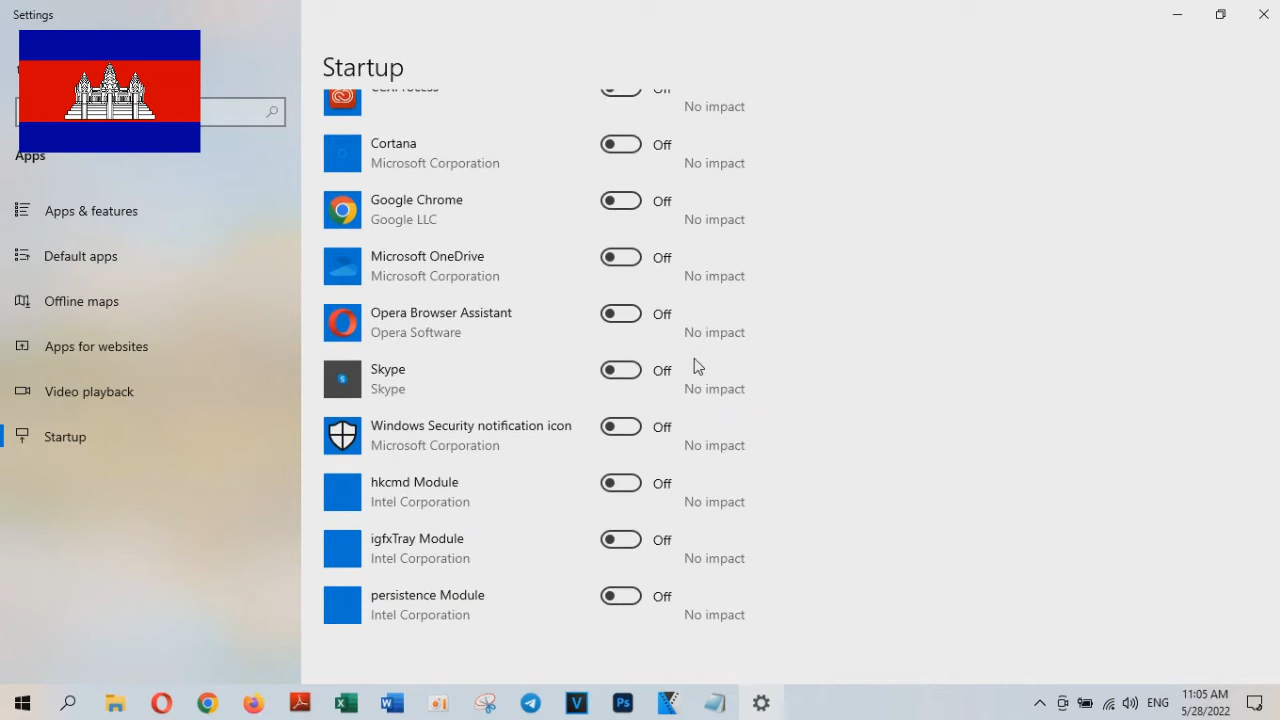 Settings
Startup
No impact
Cortana
Off
Microsoft Corporation
No impact
Google Chrome
Off
Google LLC
No impact
Microsoft OneDrive
Off
Microsoft Corporation
No impact
Opera Browser Assistant
Off
Opera Software
No impact
Skype
Off
Skype
No impact
Windows Security notification icon
Off
Microsoft Corporation
No impact
hkcmd Module
Off
Intel Corporation
No impact
igfxTray Module
Off
Intel Corporation
No impact
persistence Module
Off
Intel Corporation
No impact
Apps
Apps & features
Default apps
Offline maps
Apps for websites
Video playback
Startup
ENG
11:05 AM
5/28/2022